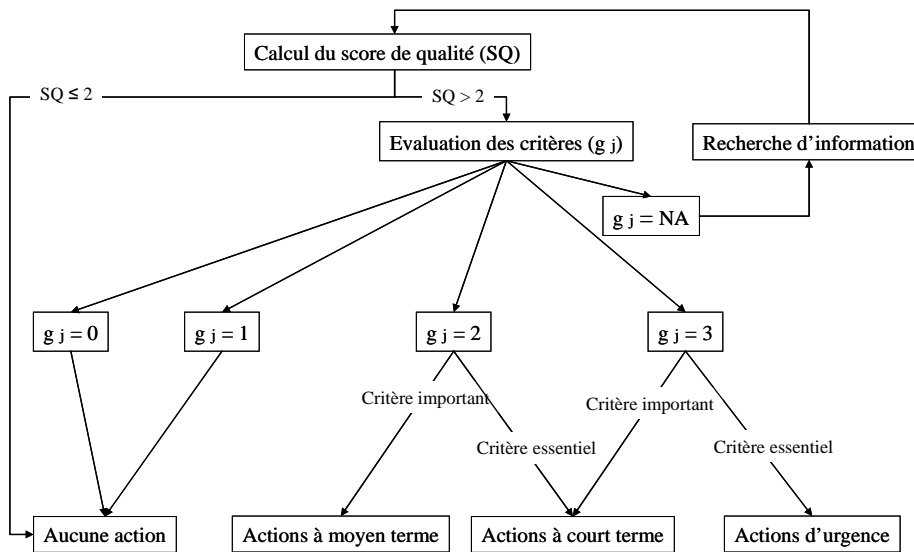 Calcul du score de qualité (SQ)
SQ ≤ 2
SQ > 2
Evaluation des critères (g j)
Recherche d’information
g j = NA
g j = 0
g j = 1
g j = 2
g j = 3
Critère important
Critère important
Critère essentiel
Critère essentiel
Aucune action
Actions à moyen terme
Actions à court terme
Actions d’urgence